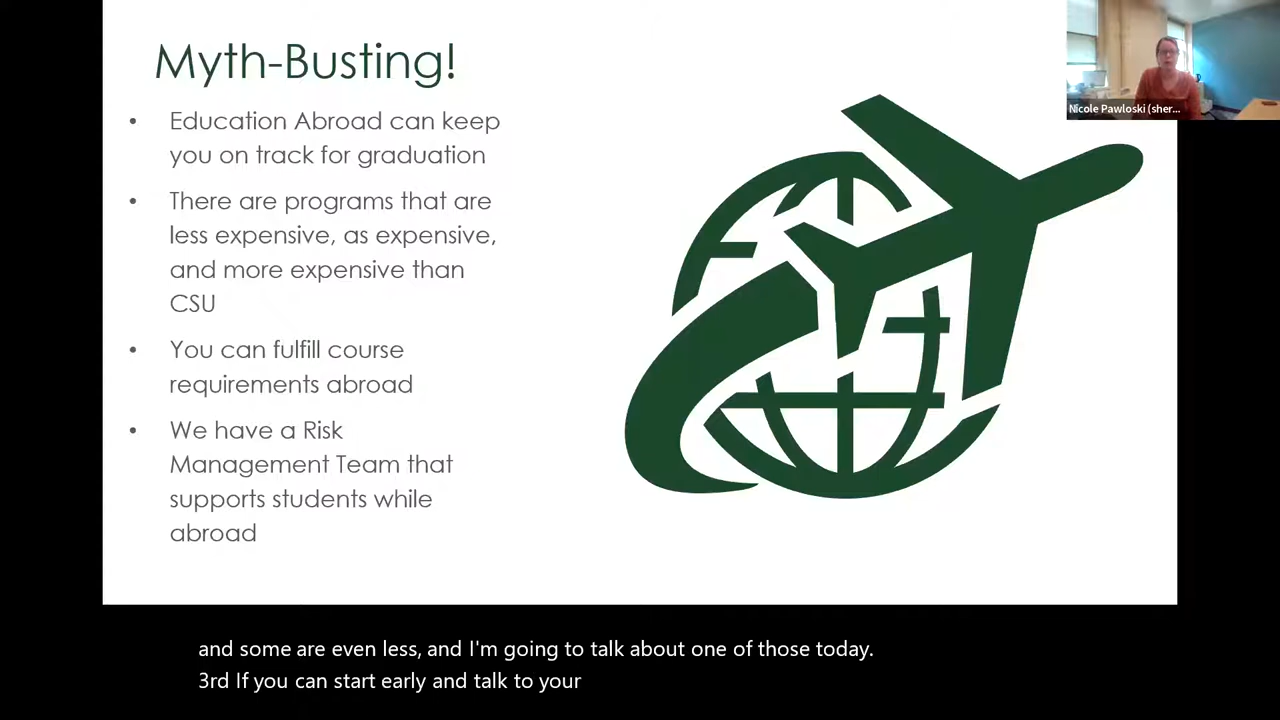 Myth-Busting!
• Education Abroad can keep
you on track for graduation
• There are programs that are
less expensive, as expensive,
and more expensive than
CSU
• You can fulfill course
requirements abroad
• We have a Risk
Management Team that
supports students while
abroad
Nicole Pawloski (sher...
and some are even less, and I'm going to talk about one of those today.
3rd If you can start early and talk to your